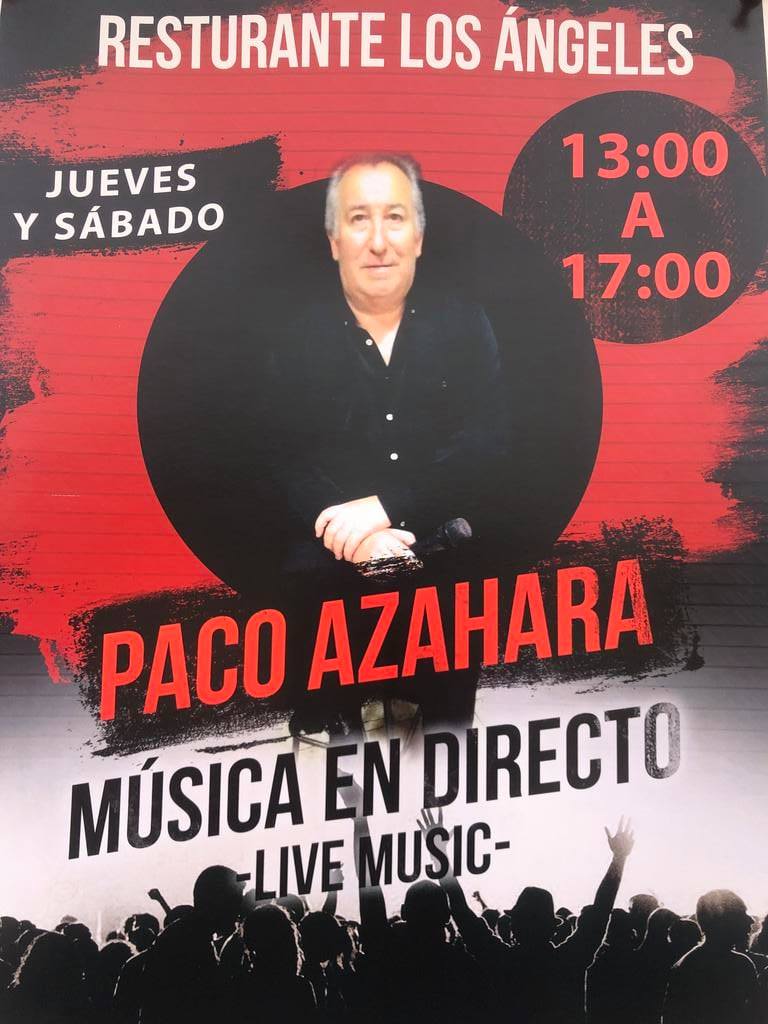 RESTURANTE LOS ÁNGELES
JUEVES
Y SÁBADO
13:00
A
17:00
PACO AZAHARA
MÚSICA EN DIRECTO
-LIVE MUSIC-